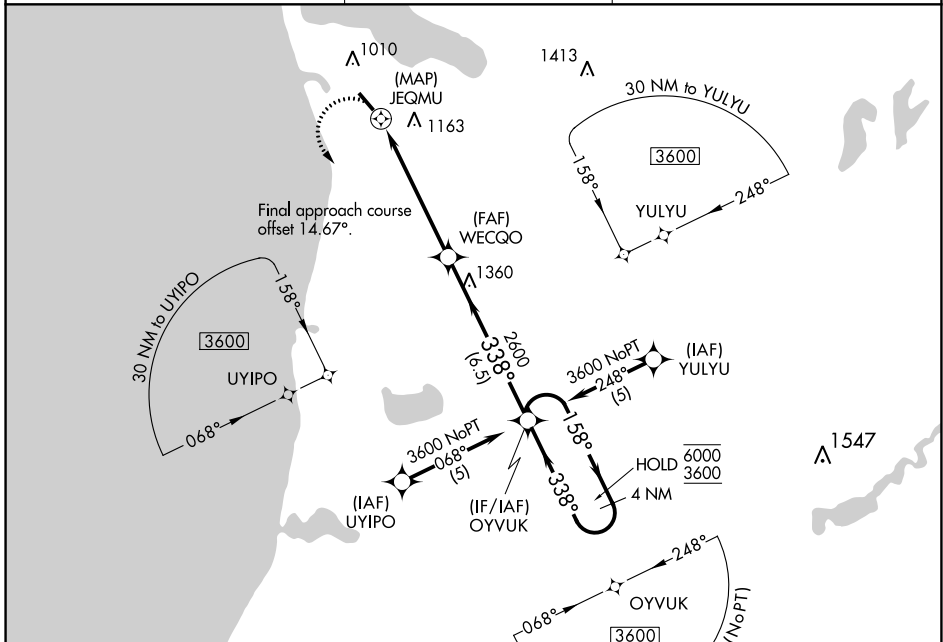 1010
1413
(MAP)
JEQMU
1163
30 NM to YULYU
3600
158°
248°
YULYU
Final approach course
offset 14.67°.
(FAF)
WECQO
1360
30 NM to UYIPO
158°
3600
UYIPO
068°
2600
338°
(6.5)
3600 NoPT
248°
(5)
(IAF)
YULYU
3600 NoPT
068°
(5)
(IAF)
UYIPO
(IF/IAF)
OYVUK
158°
338°
HOLD
6000
3600
4 NM
1547
248°
068°
OYVUK
3600
(NoPT)